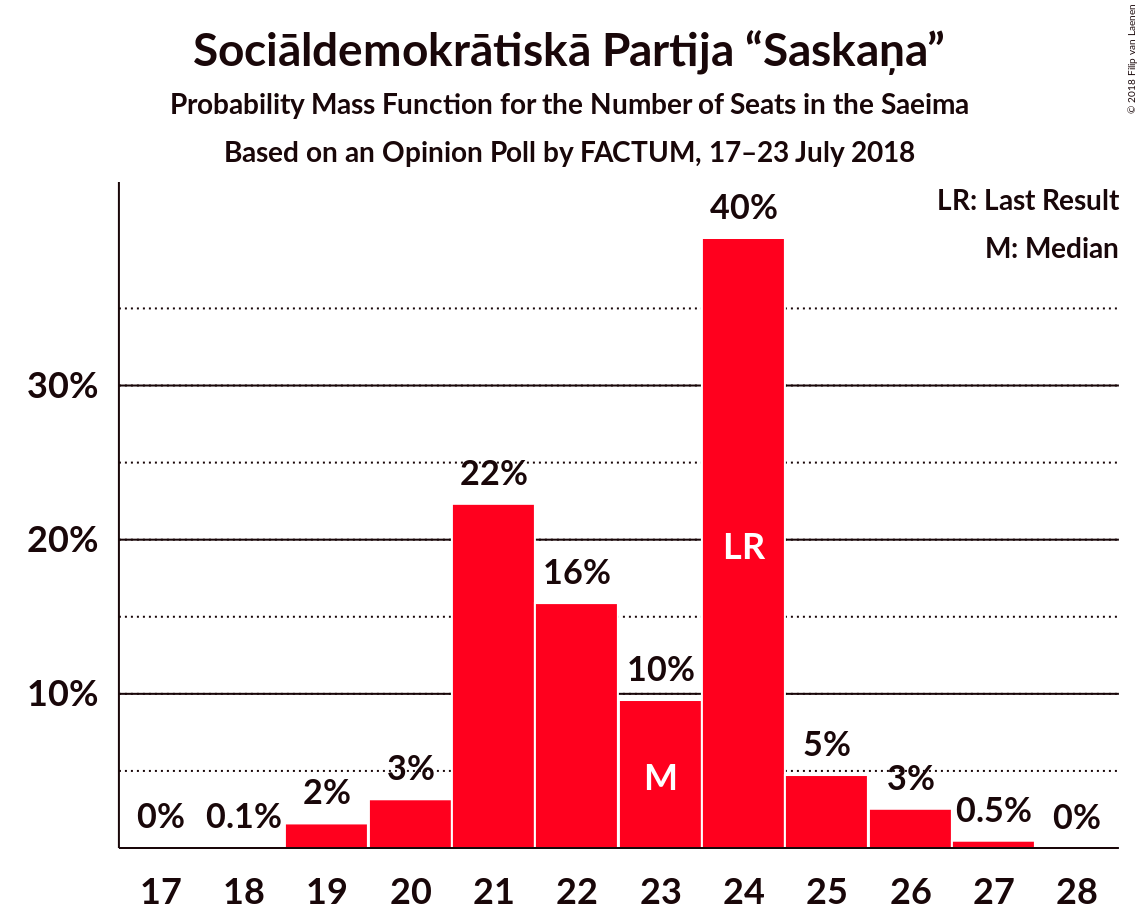 Sociāldemokrātiskā Partija “Saskaņa”
Probability Mass Function for the Number of Seats in the Saeima
Based on an Opinion Poll by FACTUM, 17–23 July 2018
© 2018 Filip van Laenen
LR: Last Result
M: Median
40%
30%
22%
20%
LR
16%
10%
10%
M
5%
3%
3%
2%
0.5%
0%
0.1%
0%
17 18 19 20 21 22 23 24 25 26 27 28